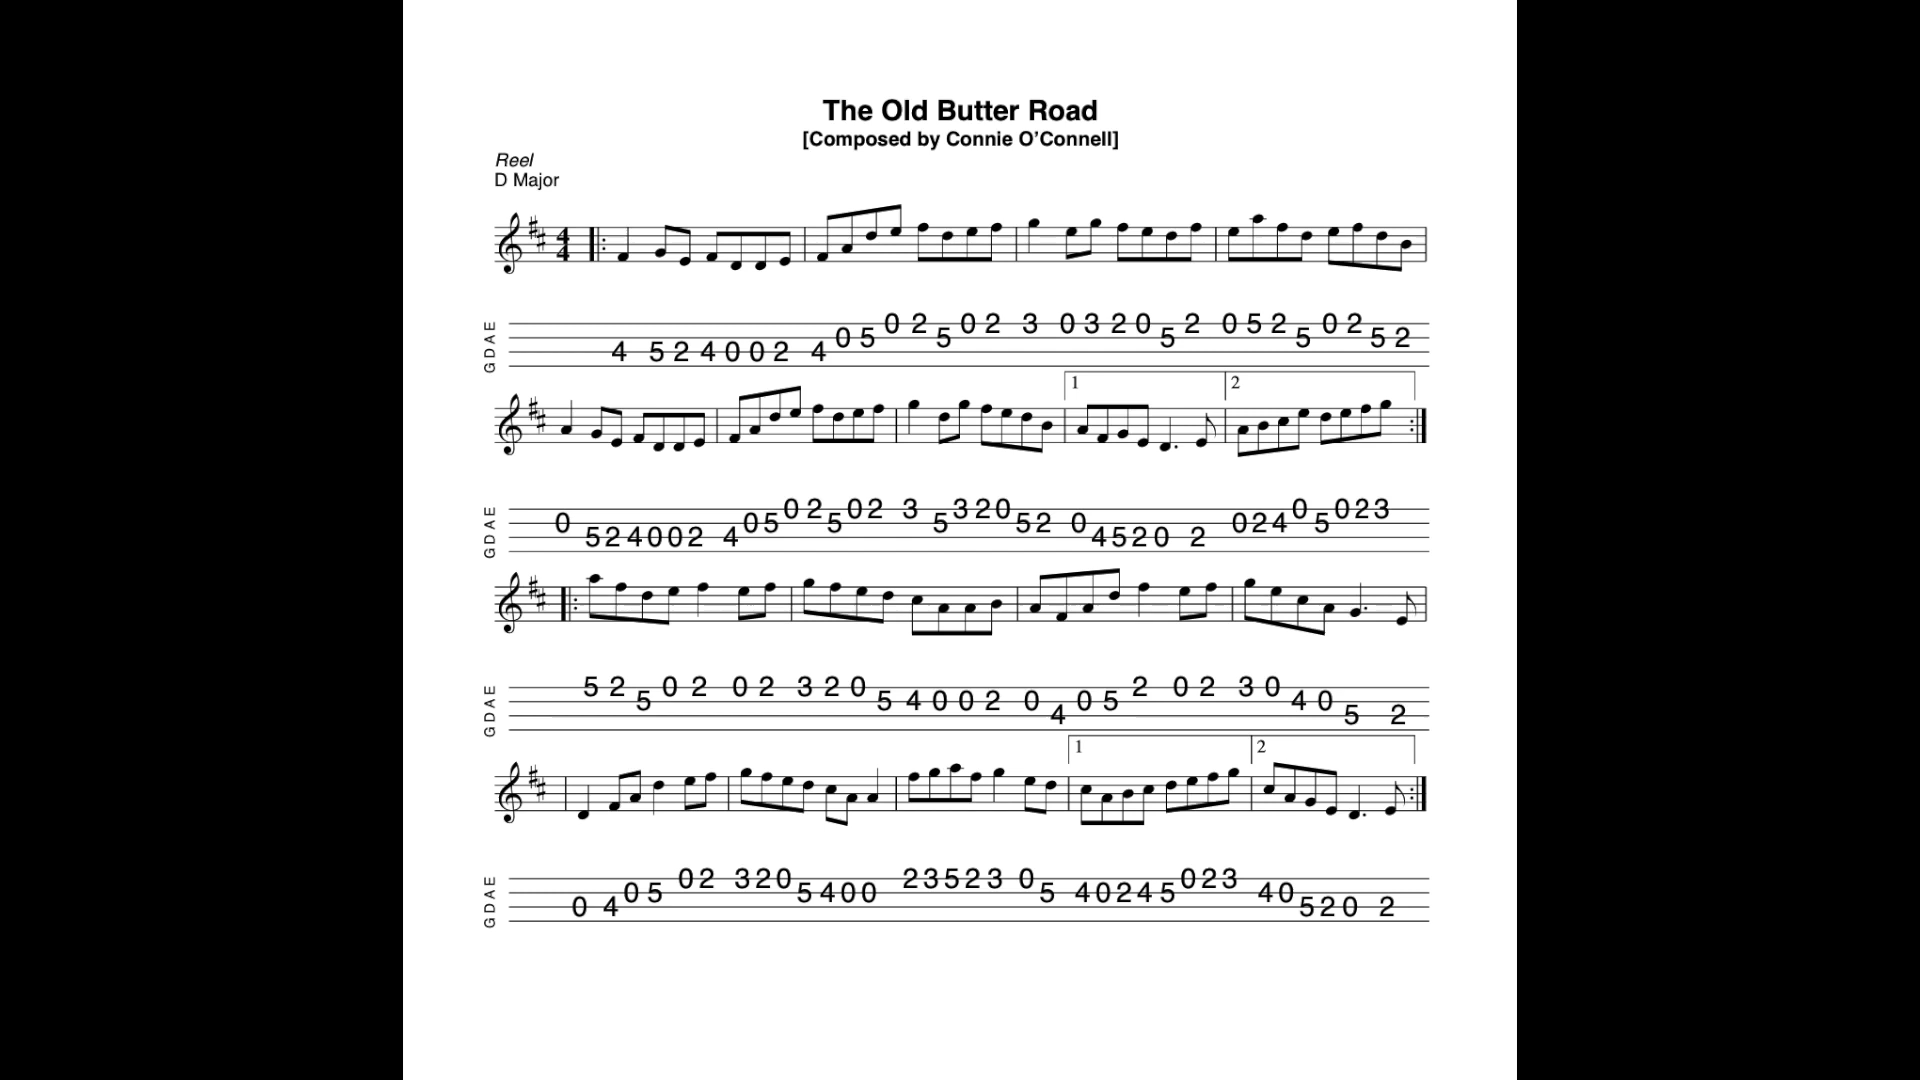 The Old Butter Road
[Composed by Connie O’Connell]
Reel
D Major
4
4
G D A E
0 2 0 2 3 0 3 2 0 2 0 5 2 0 2
0 5 5 5 5 5 2
4 5 2 4 0 0 2 4
1 2
G D A E
0 2 0 2 3 3 2 0 0 0 2 3
0 0 5 5 5 5 2 0 0 2 4 5
5 2 4 0 0 2 4 4 5 2 0 2
G D A E
5 2 0 2 0 2 3 2 0 2 0 2 3 0
5 5 4 0 0 2 0 0 5 4 0
4 5 2
1 2
G D A E
0 2 3 2 0 2 3 5 2 3 0 0 2 3
0 5 5 4 0 0 5 4 0 2 4 5 4 0
0 4 5 2 0 2